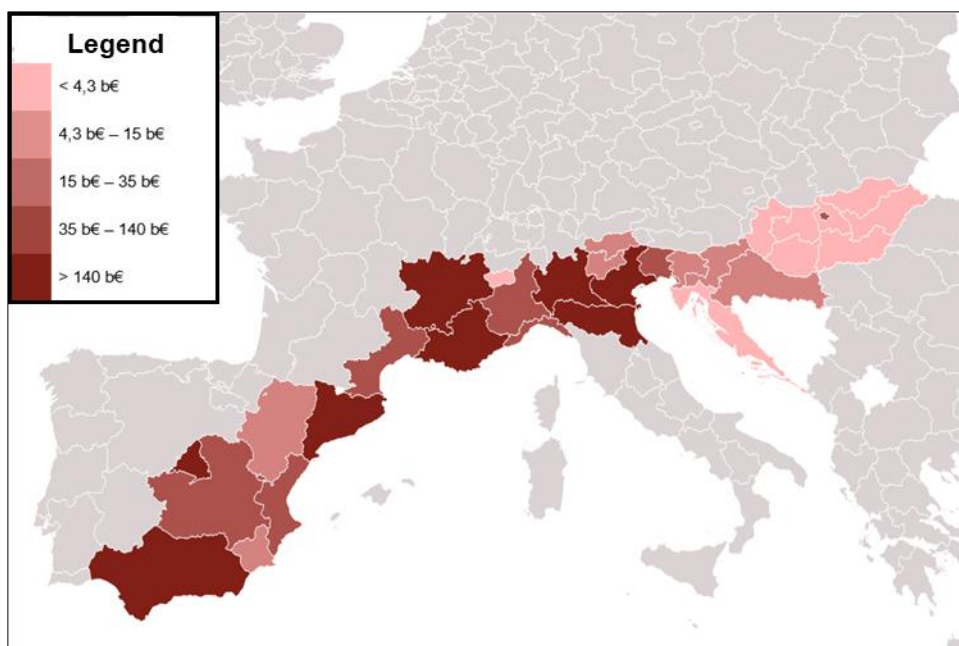 Legend
< 4,3 b€
4,3 b€ – 15 b€
15 b€ – 35 b€
35 b€ – 140 b€
> 140 b€